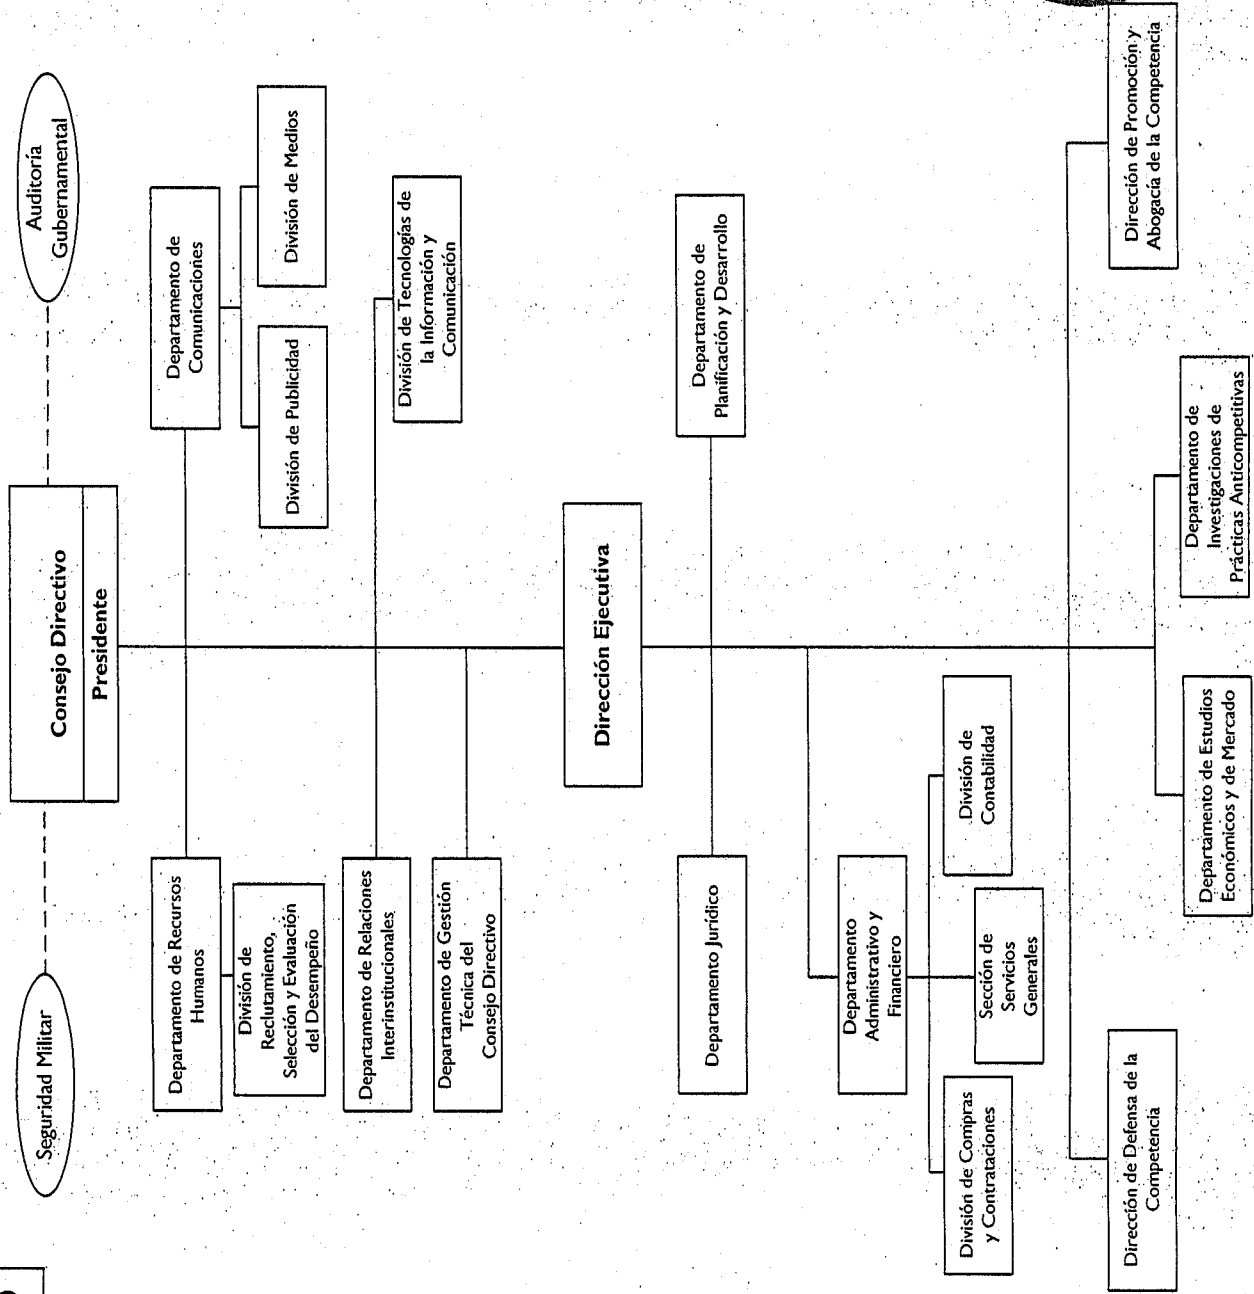 Consejo Directivo
Presidente
Seguridad Militar
Auditoría
Gubernamental
Departamento de Recursos
Humanos
División de
Reclutamiento,
Selección y Evaluación
del Desempeño
Departamento de
Comunicaciones
División de Publicidad
División de Medios
Departamento de Relaciones
Interinstitucionales
División de Tecnologías de
la Información y
Comunicación
Departamento de Gestión
Técnica del
Consejo Directivo
Dirección Ejecutiva
Departamento Jurídico
Departamento de
Planificación y Desarrollo
Departamento
Administrativo y
Financiero
División de Compras
y Contrataciones
Sección de
Servicios
Generales
División de
Contabilidad
Dirección de Defensa de la
Competencia
Dirección de Promoción y
Abogacía de la Competencia
Departamento de Estudios
Económicos y de Mercado
Departamento de
Investigaciones de
Prácticas Anticompetitivas